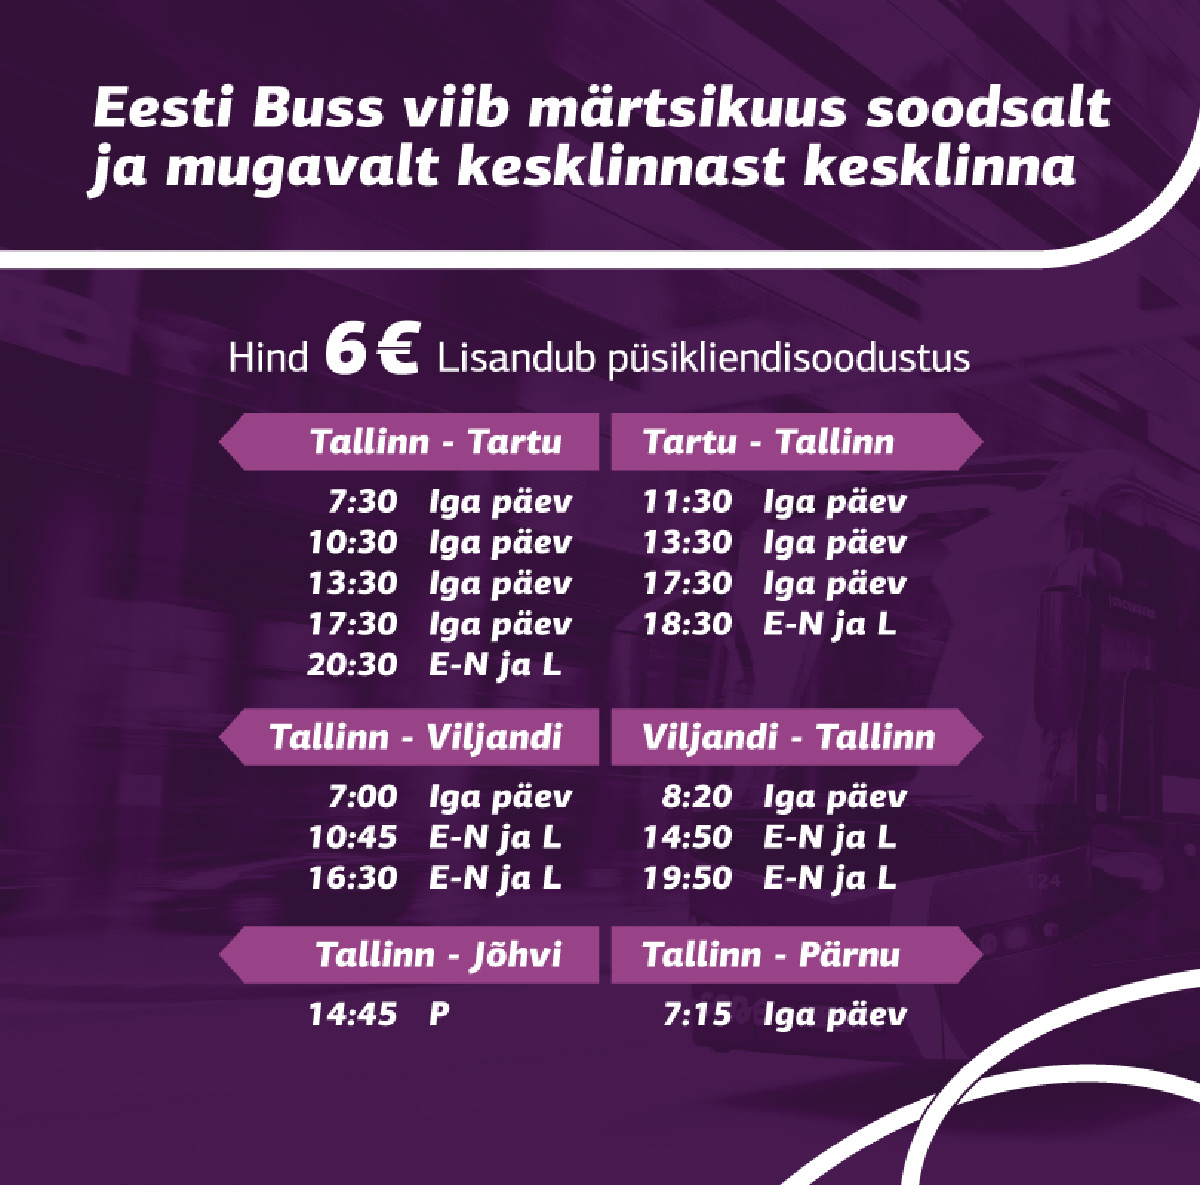 Eesti Buss viib märtsikuus soodsalt
ja mugavalt kesklinnast kesklinna
Hind 6€ Lisandub püsikliendisoodustus
Tallinn - Tartu
7:30 Iga päev
10:30 Iga päev
13:30 Iga päev
17:30 Iga päev
20:30 E-N ja L
Tartu - Tallinn
11:30 Iga päev
13:30 Iga päev
17:30 Iga päev
18:30 E-N ja L
Tallinn - Viljandi
7:00 Iga päev
10:45 E-N ja L
16:30 E-N ja L
Viljandi - Tallinn
8:20 Iga päev
14:50 E-N ja L
19:50 E-N ja L
Tallinn - Jõhvi
14:45 P
Tallinn - Pärnu
7:15 Iga päev
124